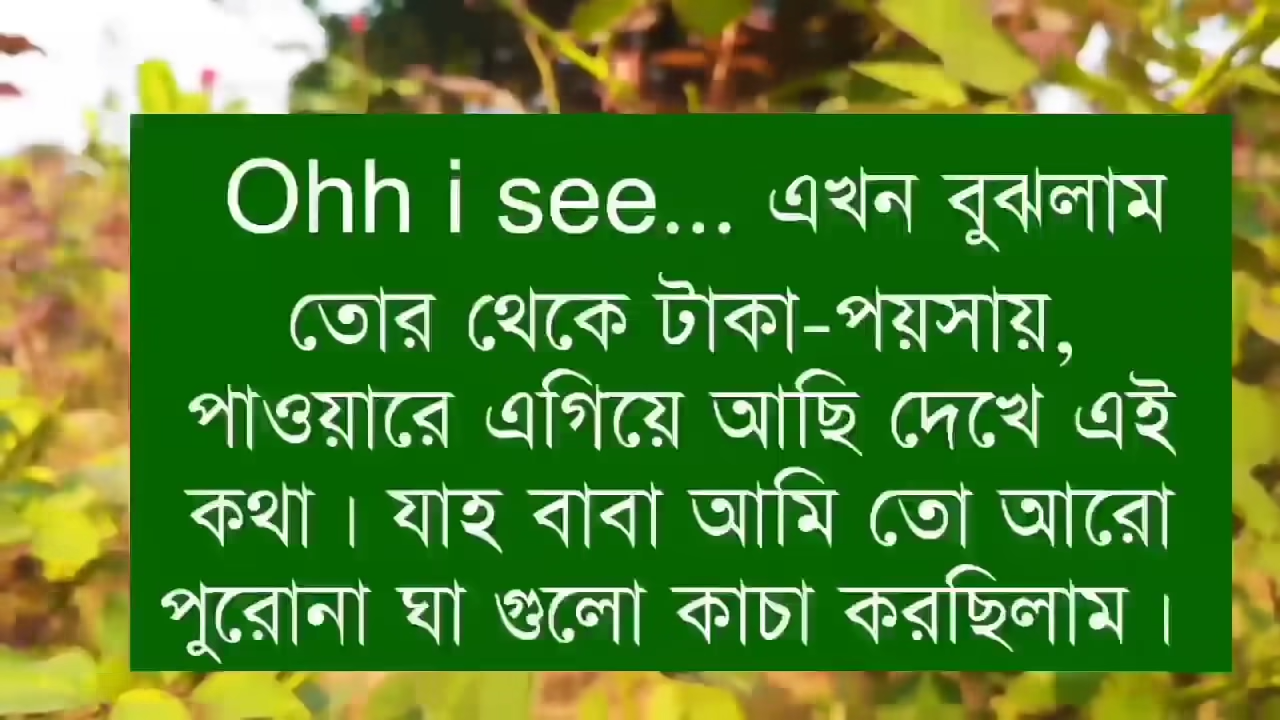 Ohh i see... এখন বুঝলাম
তোর থেকে টাকা-পয়সায়,
পাওয়ারে এগিয়ে আছি দেখে এই
কথা। যাহ বাবা আমি তো আরো
পুরোনা ঘা গুলো কাচা করছিলাম।